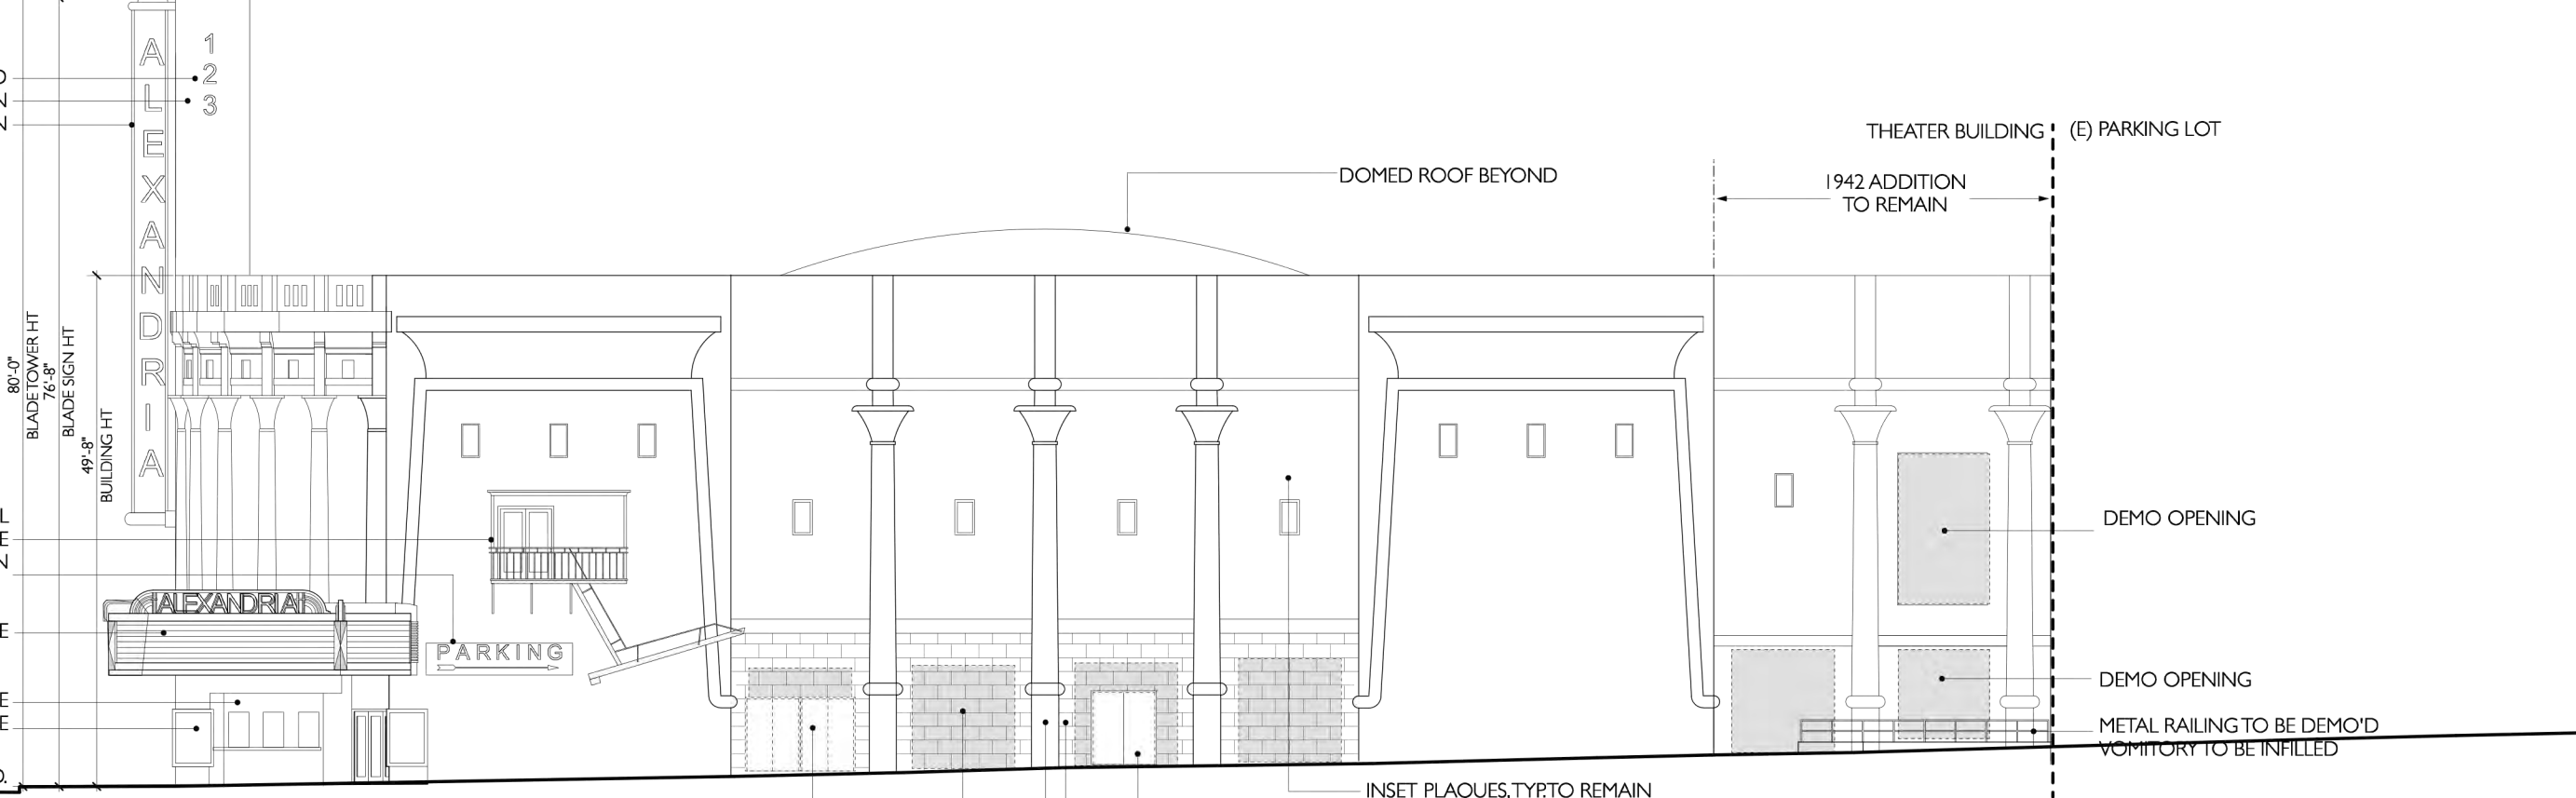 ALEXANDRIA
1
2
3
THEATER BUILDING
(E) PARKING LOT
DOMED ROOF BEYOND
1942 ADDITION
TO REMAIN
80'-0"
BLADE TOWER HT
76'-8"
BLADE SIGN HT
49'-8"
BUILDING HT
DEMO OPENING
ALEXANDRIA
PARKING
DEMO OPENING
METAL RAILING TO BE DEMO'D
VOMITORY TO BE INFILLED
INSET PLAQUES, TYP. TO REMAIN